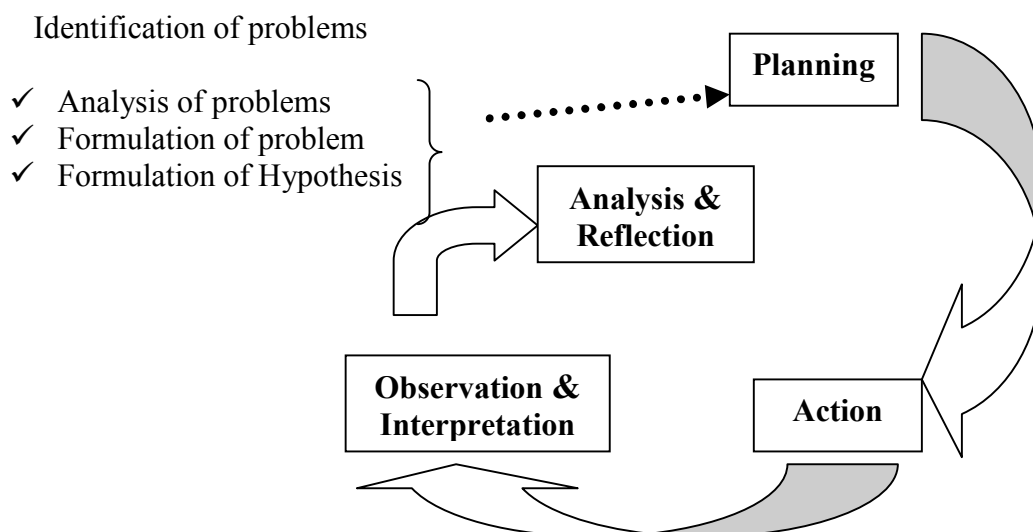 Identification of problems
✓ Analysis of problems
✓ Formulation of problem
✓ Formulation of Hypothesis
Planning
Analysis &
Reflection
Observation &
Interpretation
Action